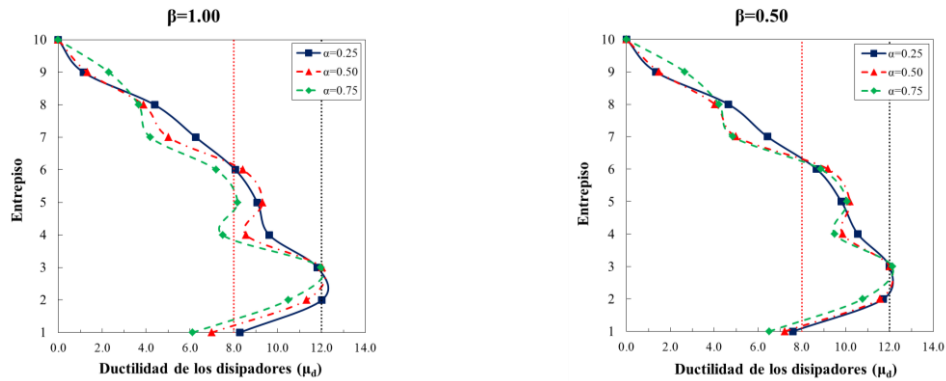 β=1.00
10
9
8
7
6
5
4
3
2
1
Entrepiso
α=0.25
α=0.50
α=0.75
0.0 2.0 4.0 6.0 8.0 10.0 12.0 14.0
Ductilidad de los disipadores (μd)
β=0.50
10
9
8
7
6
5
4
3
2
1
Entrepiso
α=0.25
α=0.50
α=0.75
0.0 2.0 4.0 6.0 8.0 10.0 12.0 14.0
Ductilidad de los disipadores (μd)